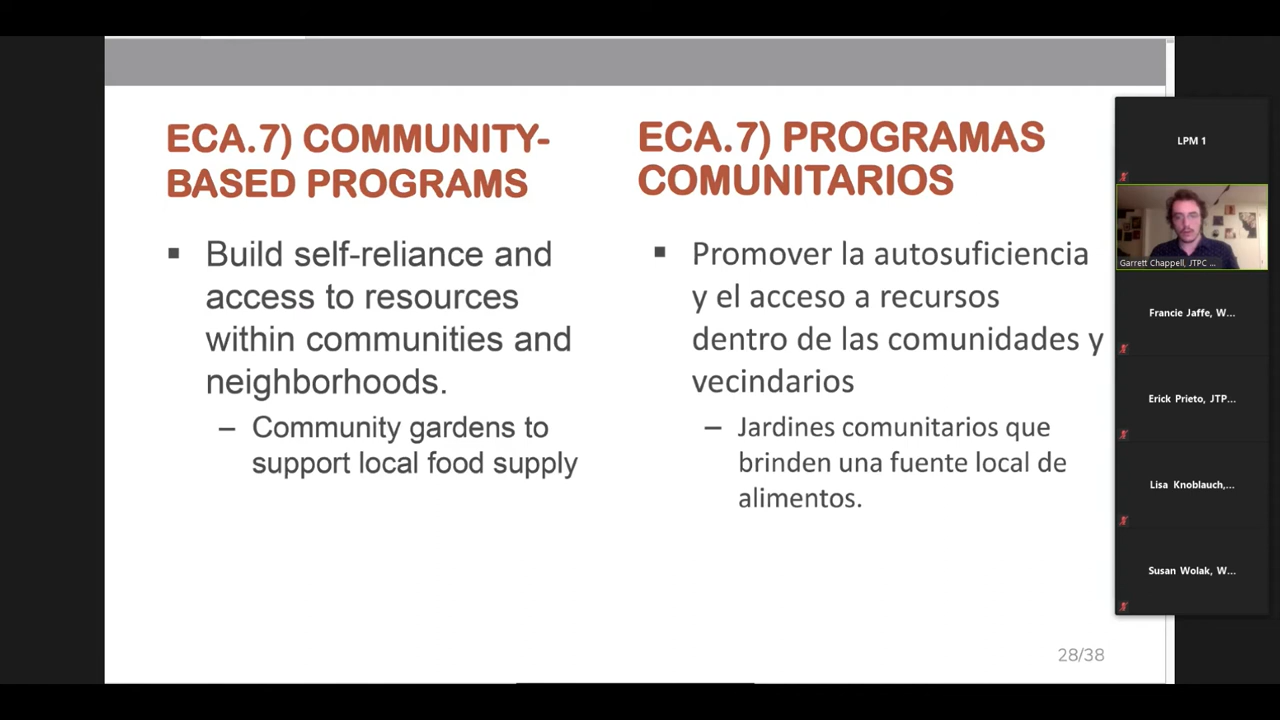 ECA.7) COMMUNITY-
BASED PROGRAMS
▪ Build self-reliance and
access to resources
within communities and
neighborhoods.
– Community gardens to
support local food supply
ECA.7) PROGRAMAS
COMUNITARIOS
▪ Promover la autosuficiencia
y el acceso a recursos
dentro de las comunidades y
vecindarios
– Jardines comunitarios que
brinden una fuente local de
alimentos.
28/38
LPM 1
Garrett Chappell, JTPC ...
Francie Jaffe, W...
Erick Prieto, JTP...
Lisa Knoblauch,...
Susan Wolak, W...